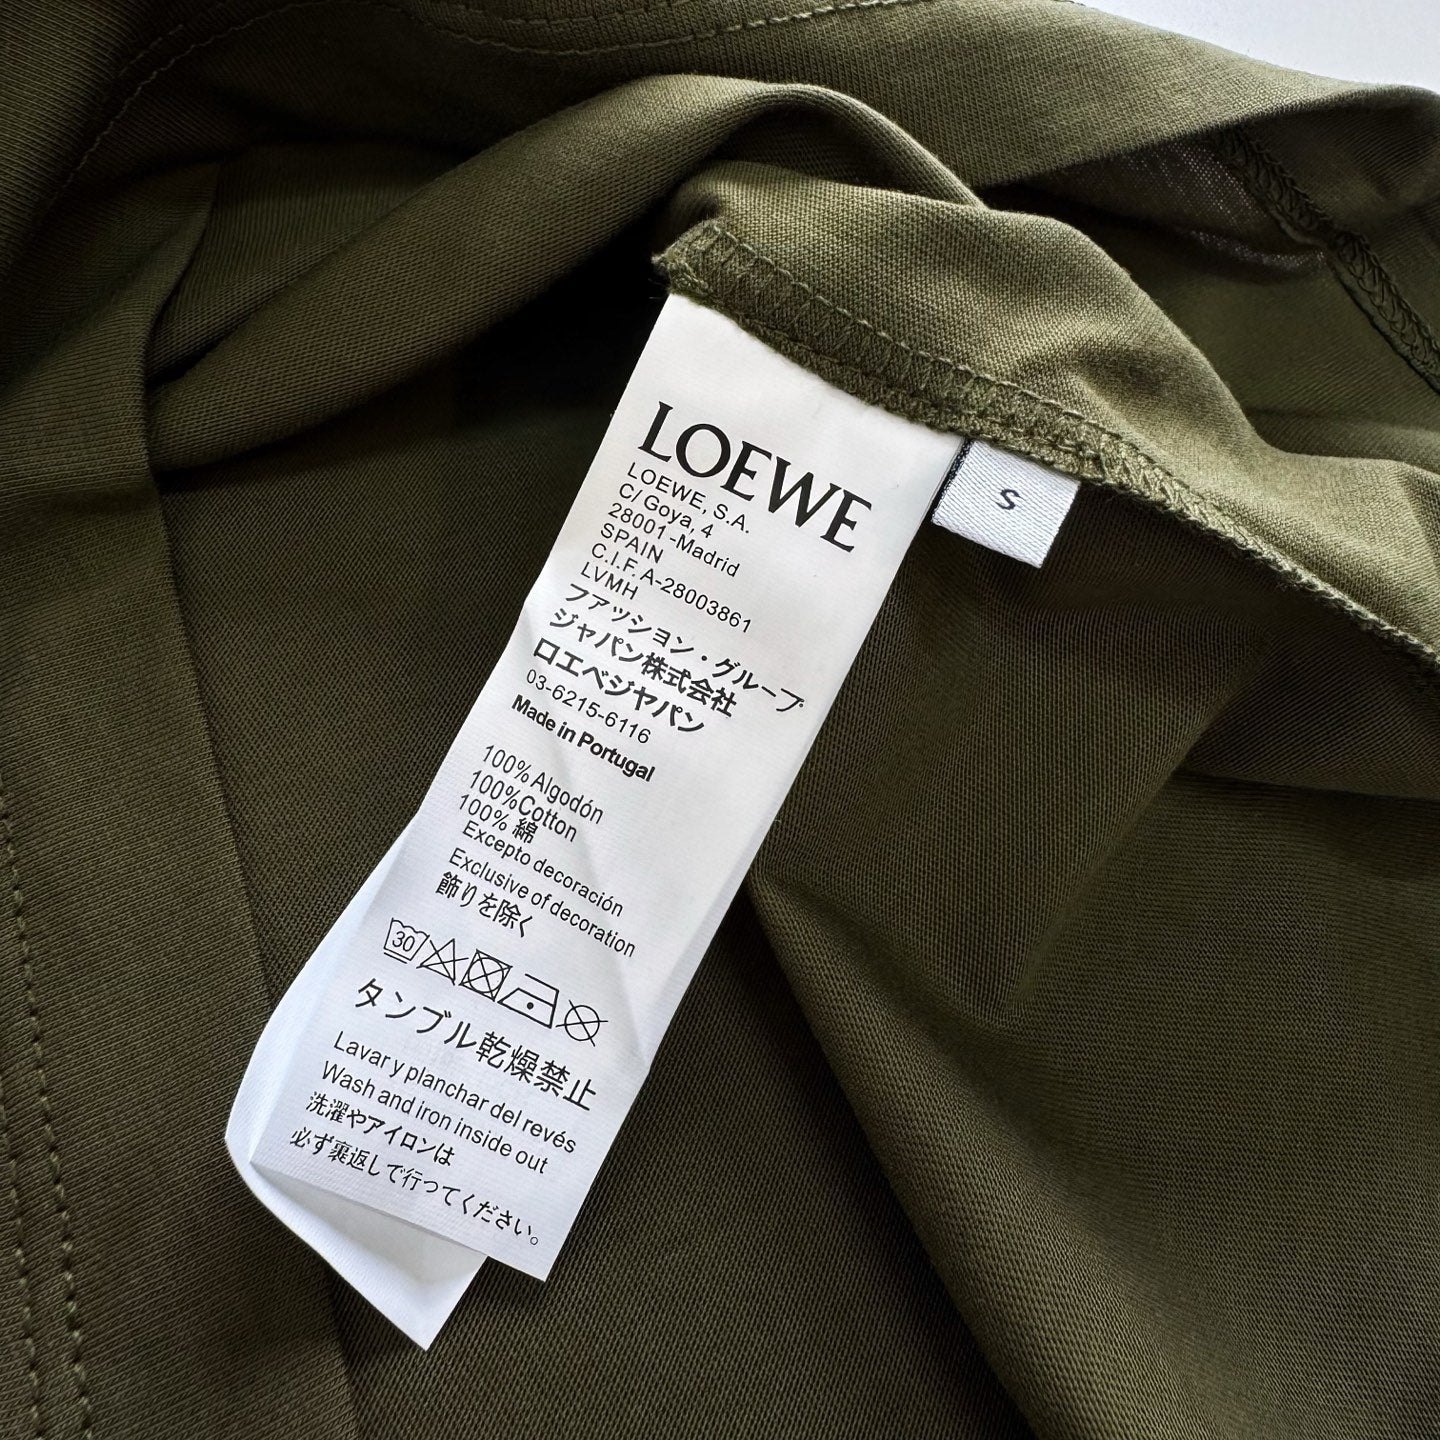 LOEWE
LOEWE, S.A.
C/ Goya, 4
28001 -Madrid
SPAIN
C.I.F. A-28003861
LVMH
ファッション・グループ
ジャパン株式会社
ロエベジャパン
03-6215-6116
Made in Portugal
100% Algodón
100%Cotton
100% 綿
Excepto decoración
Exclusive of decoration
飾りを除く
30
タンブル乾燥禁止
Lavar y planchar del revés
Wash and iron inside out
洗濯やアイロンは
必ず裏返しで行ってください。
S